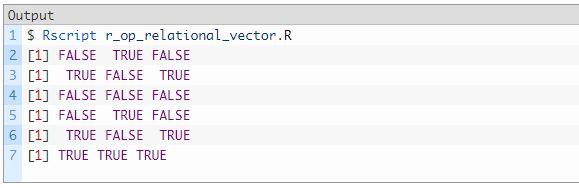 Output
1 $ Rscript r_op_relational_vector.R
2 [1] FALSE  TRUE FALSE
3 [1]  TRUE FALSE  TRUE
4 [1] FALSE FALSE FALSE
5 [1] FALSE  TRUE FALSE
6 [1]  TRUE FALSE  TRUE
7 [1] TRUE TRUE TRUE